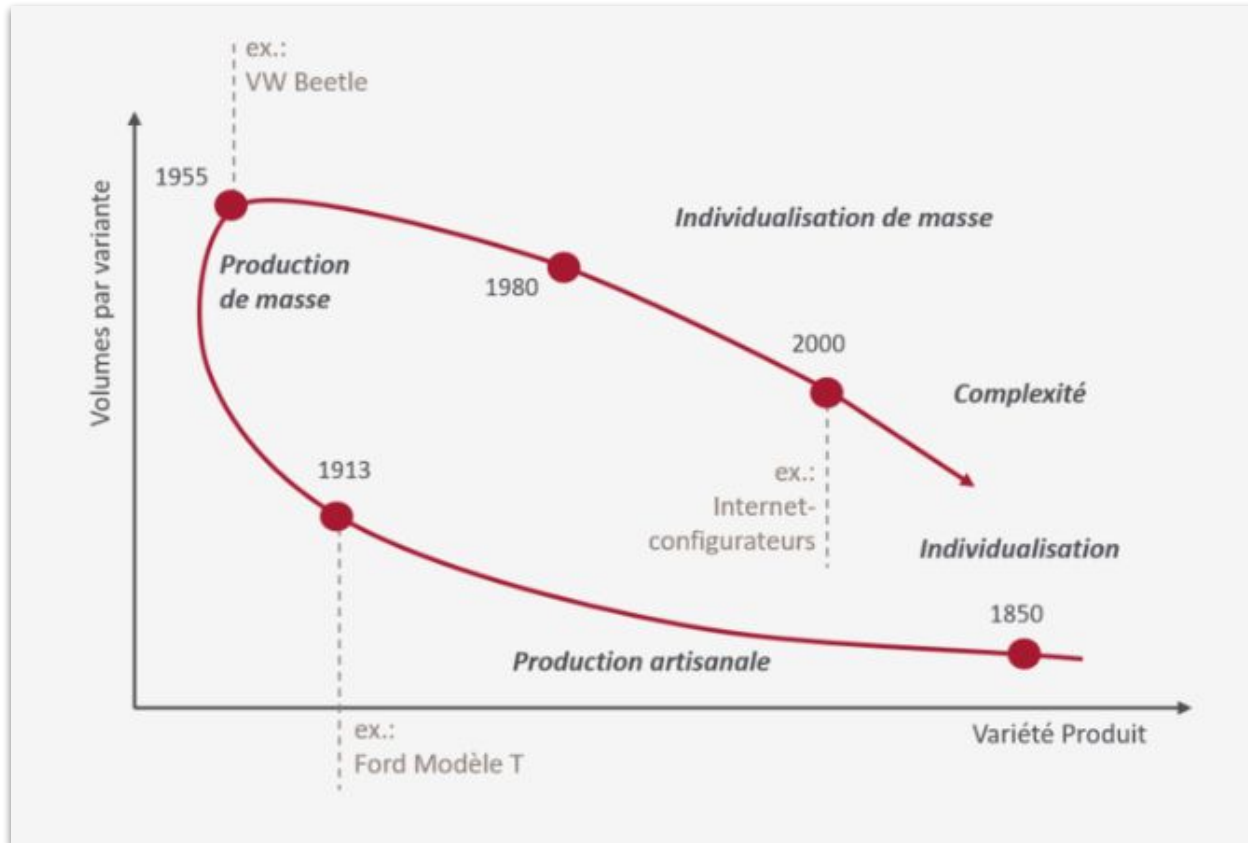 ex.:
VW Beetle
1955
Individualisation de masse
Production
de masse
1980
2000
Volumes par variante
Complexité
1913
ex.:
Internet-
configurateurs
Individualisation
1850
Production artisanale
ex.:
Ford Modèle T
Variété Produit